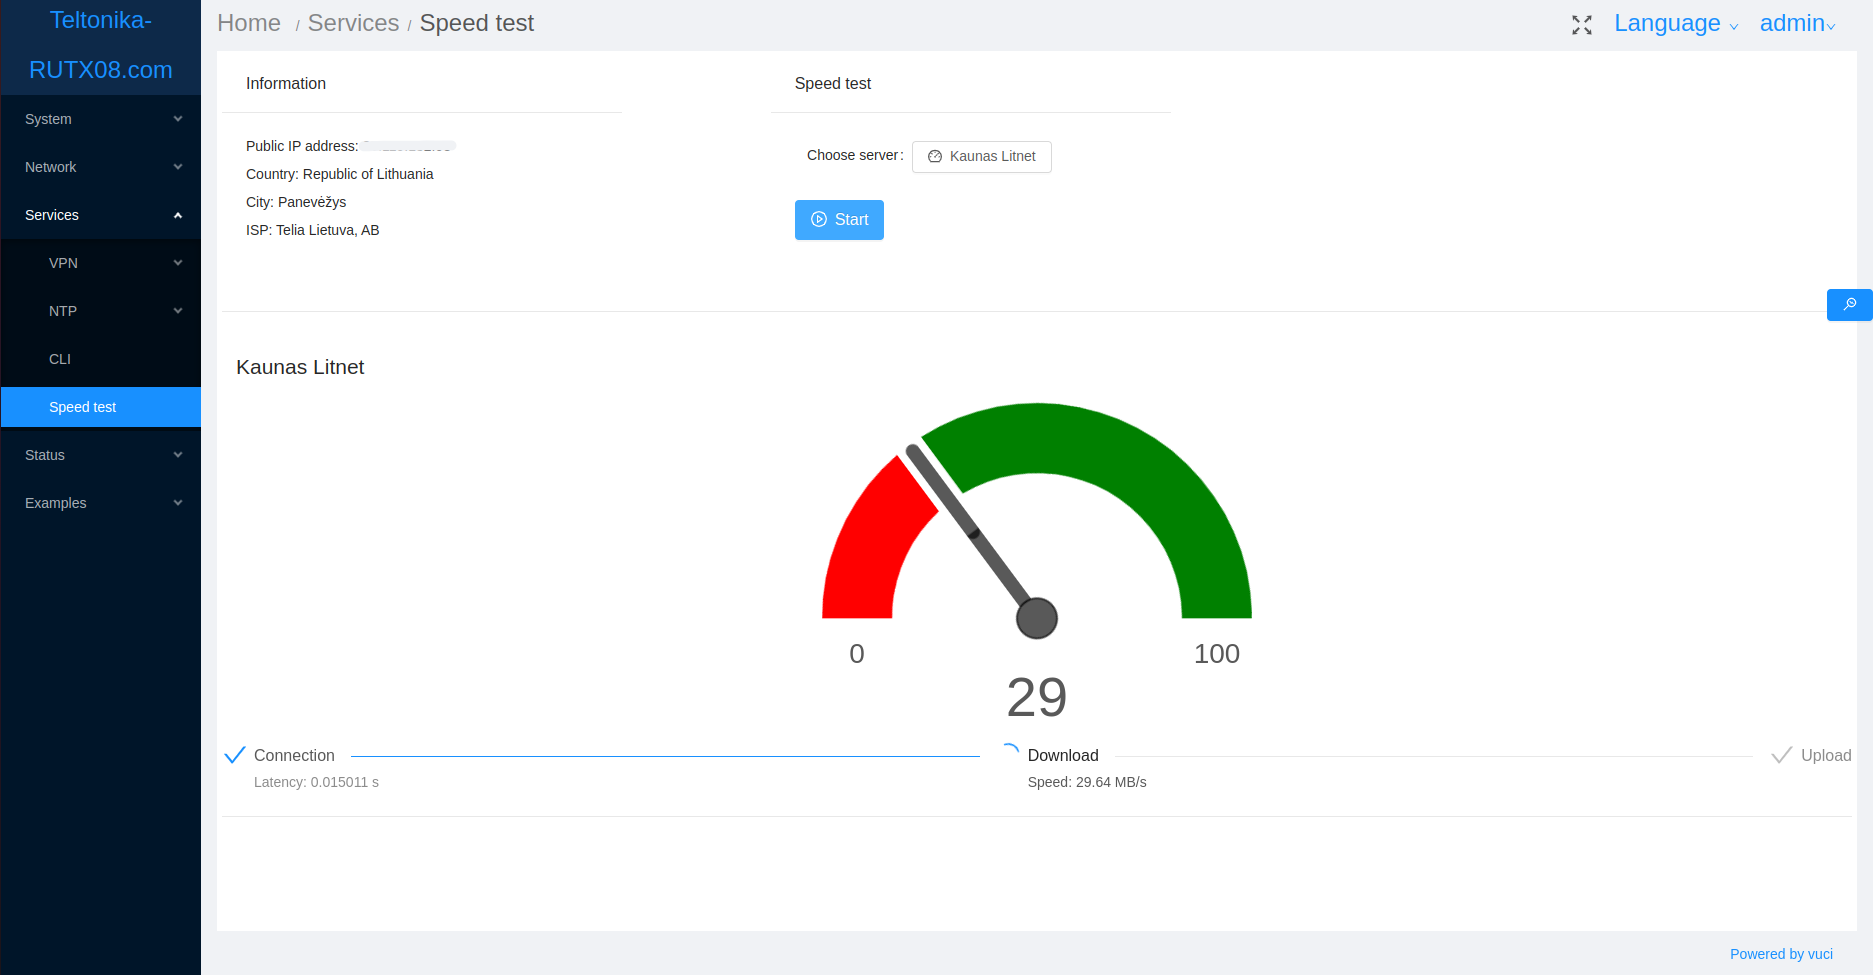 Teltonika-
RUTX08.com
Home / Services / Speed test
Language
admin
System
Network
Services
VPN
NTP
CLI
Speed test
Status
Examples
Information
Public IP address:
Country: Republic of Lithuania
City: Panevėžys
ISP: Telia Lietuva, AB
Speed test
Choose server:
Kaunas Litnet
Start
Kaunas Litnet
0
100
29
Connection
Latency: 0.015011 s
Download
Speed: 29.64 MB/s
Upload
Powered by vuci